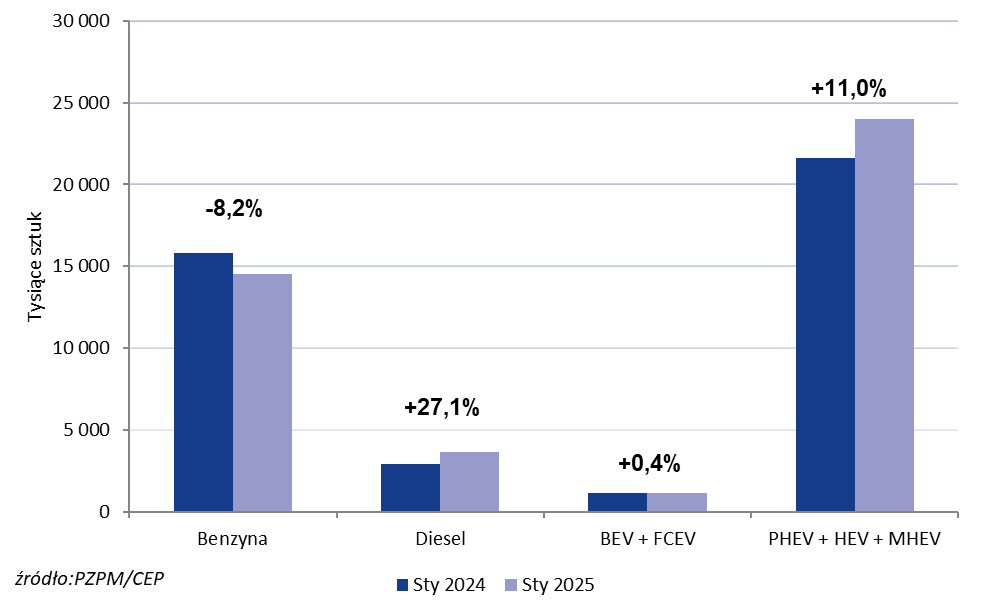 30 000
25 000
20 000
15 000
10 000
5 000
0
Tysiące sztuk
-8,2%
+27,1%
+0,4%
+11,0%
Benzyna
Diesel
BEV + FCEV
PHEV + HEV + MHEV
źródło:PZPM/CEP
Sty 2024
Sty 2025